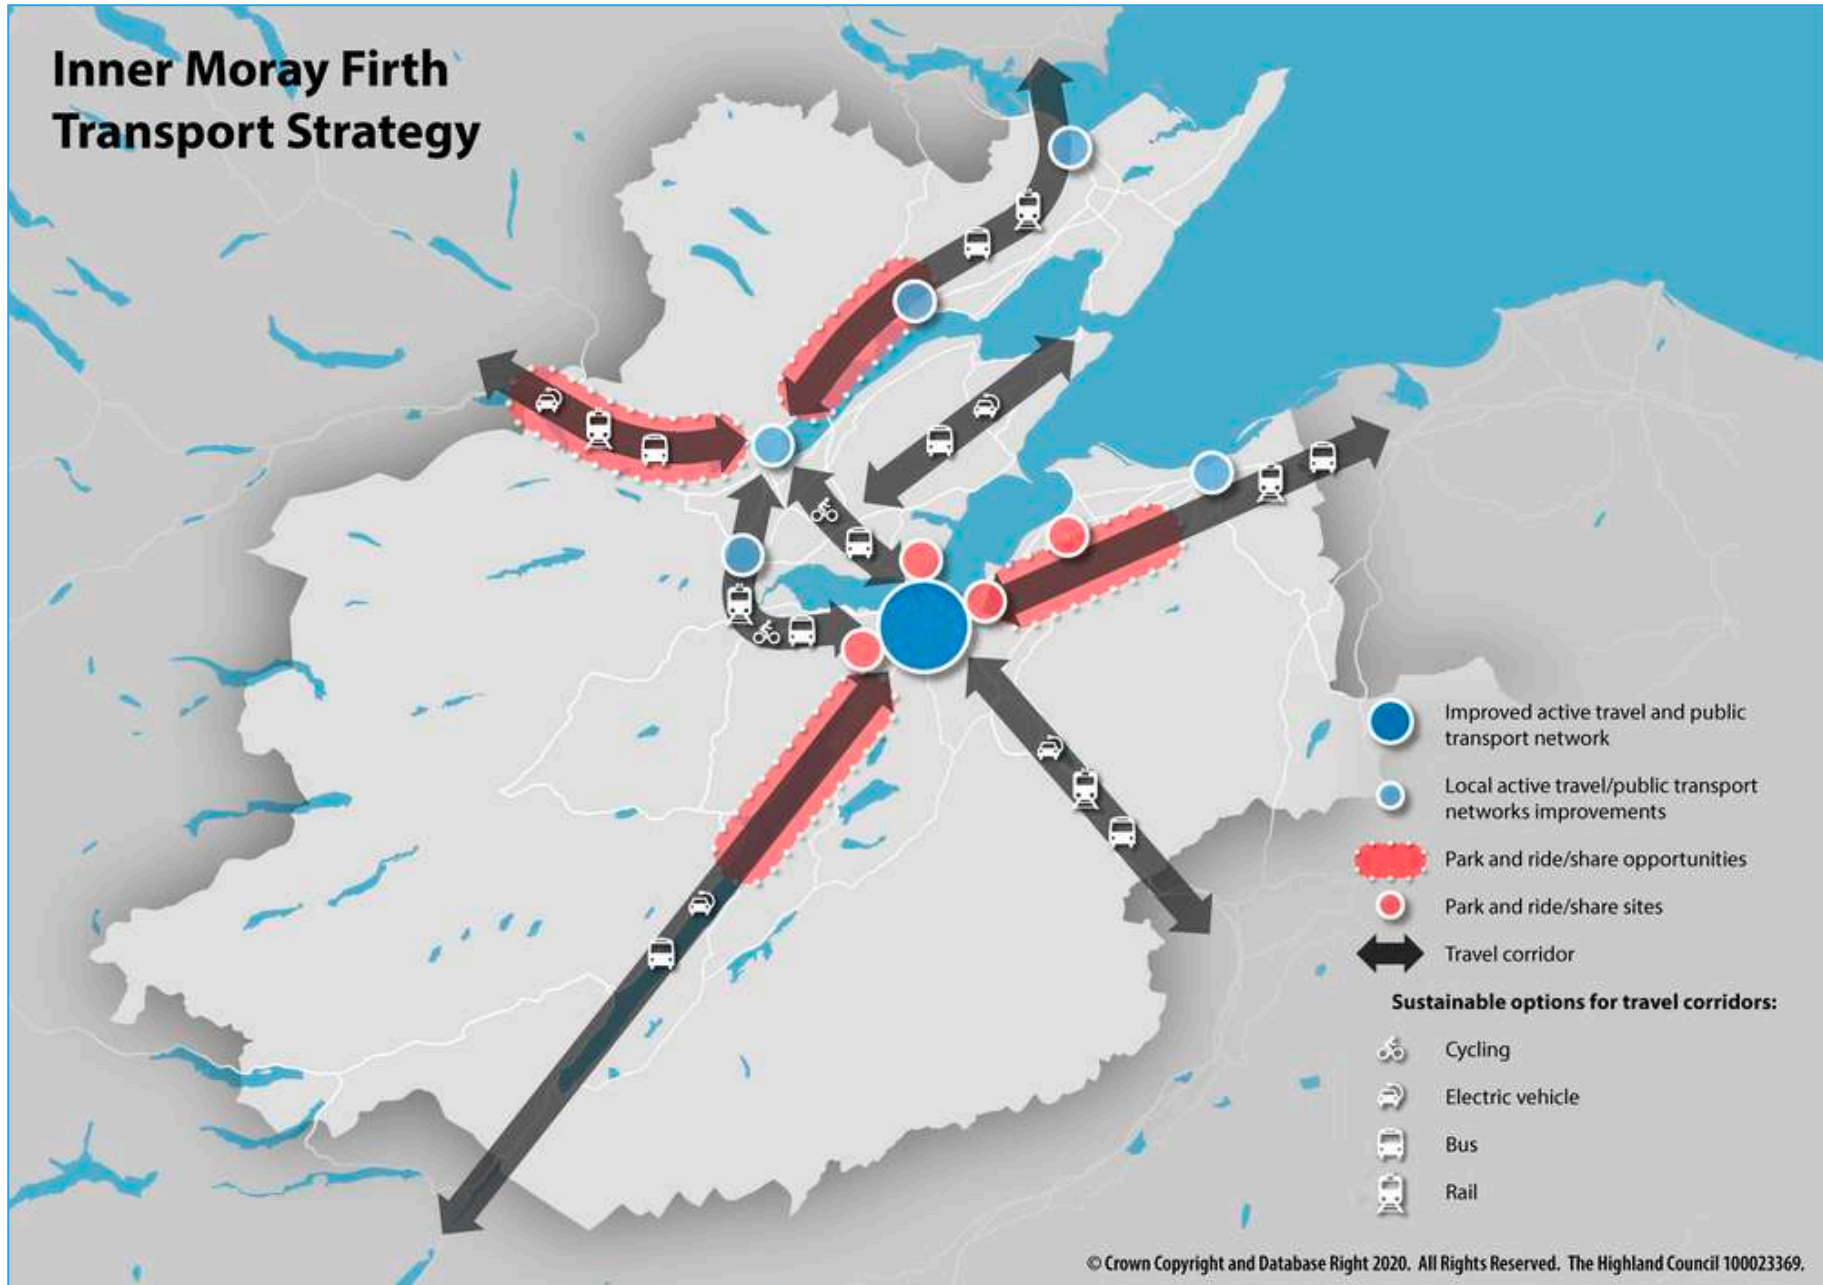 Inner Moray Firth
Transport Strategy
Improved active travel and public
transport network
Local active travel/public transport
networks improvements
Park and ride/share opportunities
Park and ride/share sites
Travel corridor
Sustainable options for travel corridors:
Cycling
Electric vehicle
Bus
Rail
© Crown Copyright and Database Right 2020. All Rights Reserved. The Highland Council 100023369.